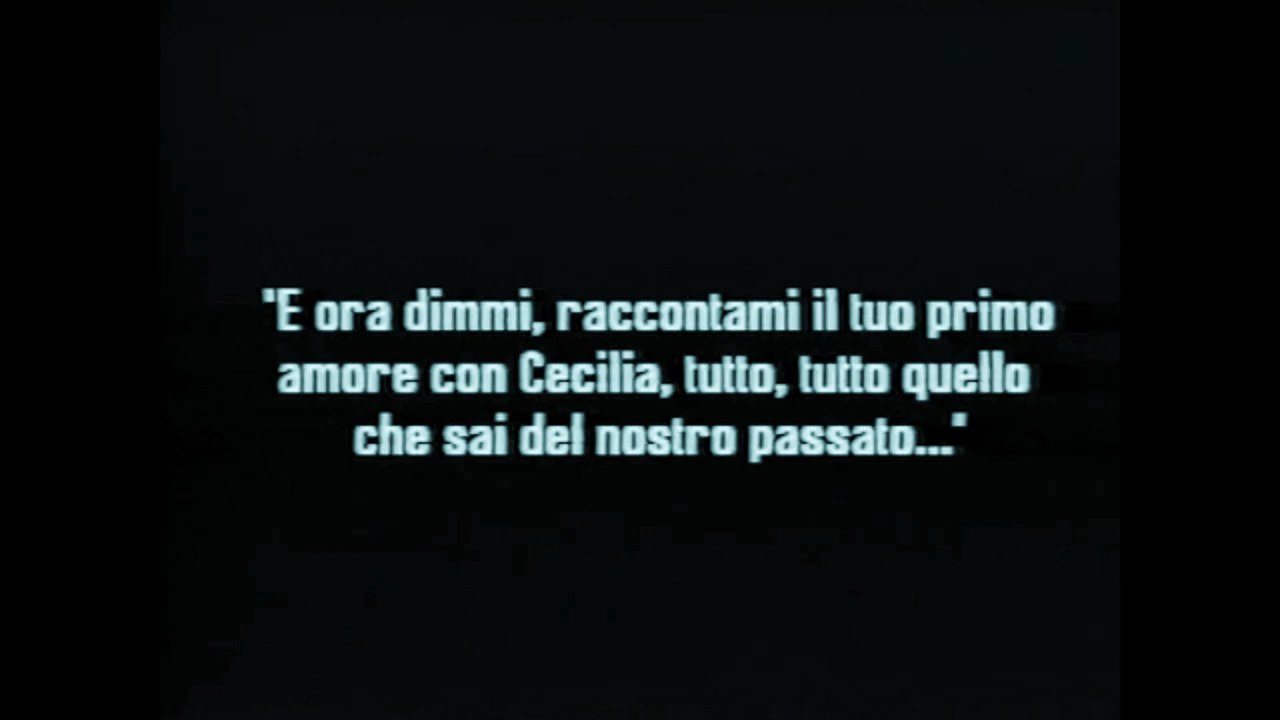 "E ora dimmi, raccontami il tuo primo
amore con Cecilia, tutto, tutto quello
che sai del nostro passato..."